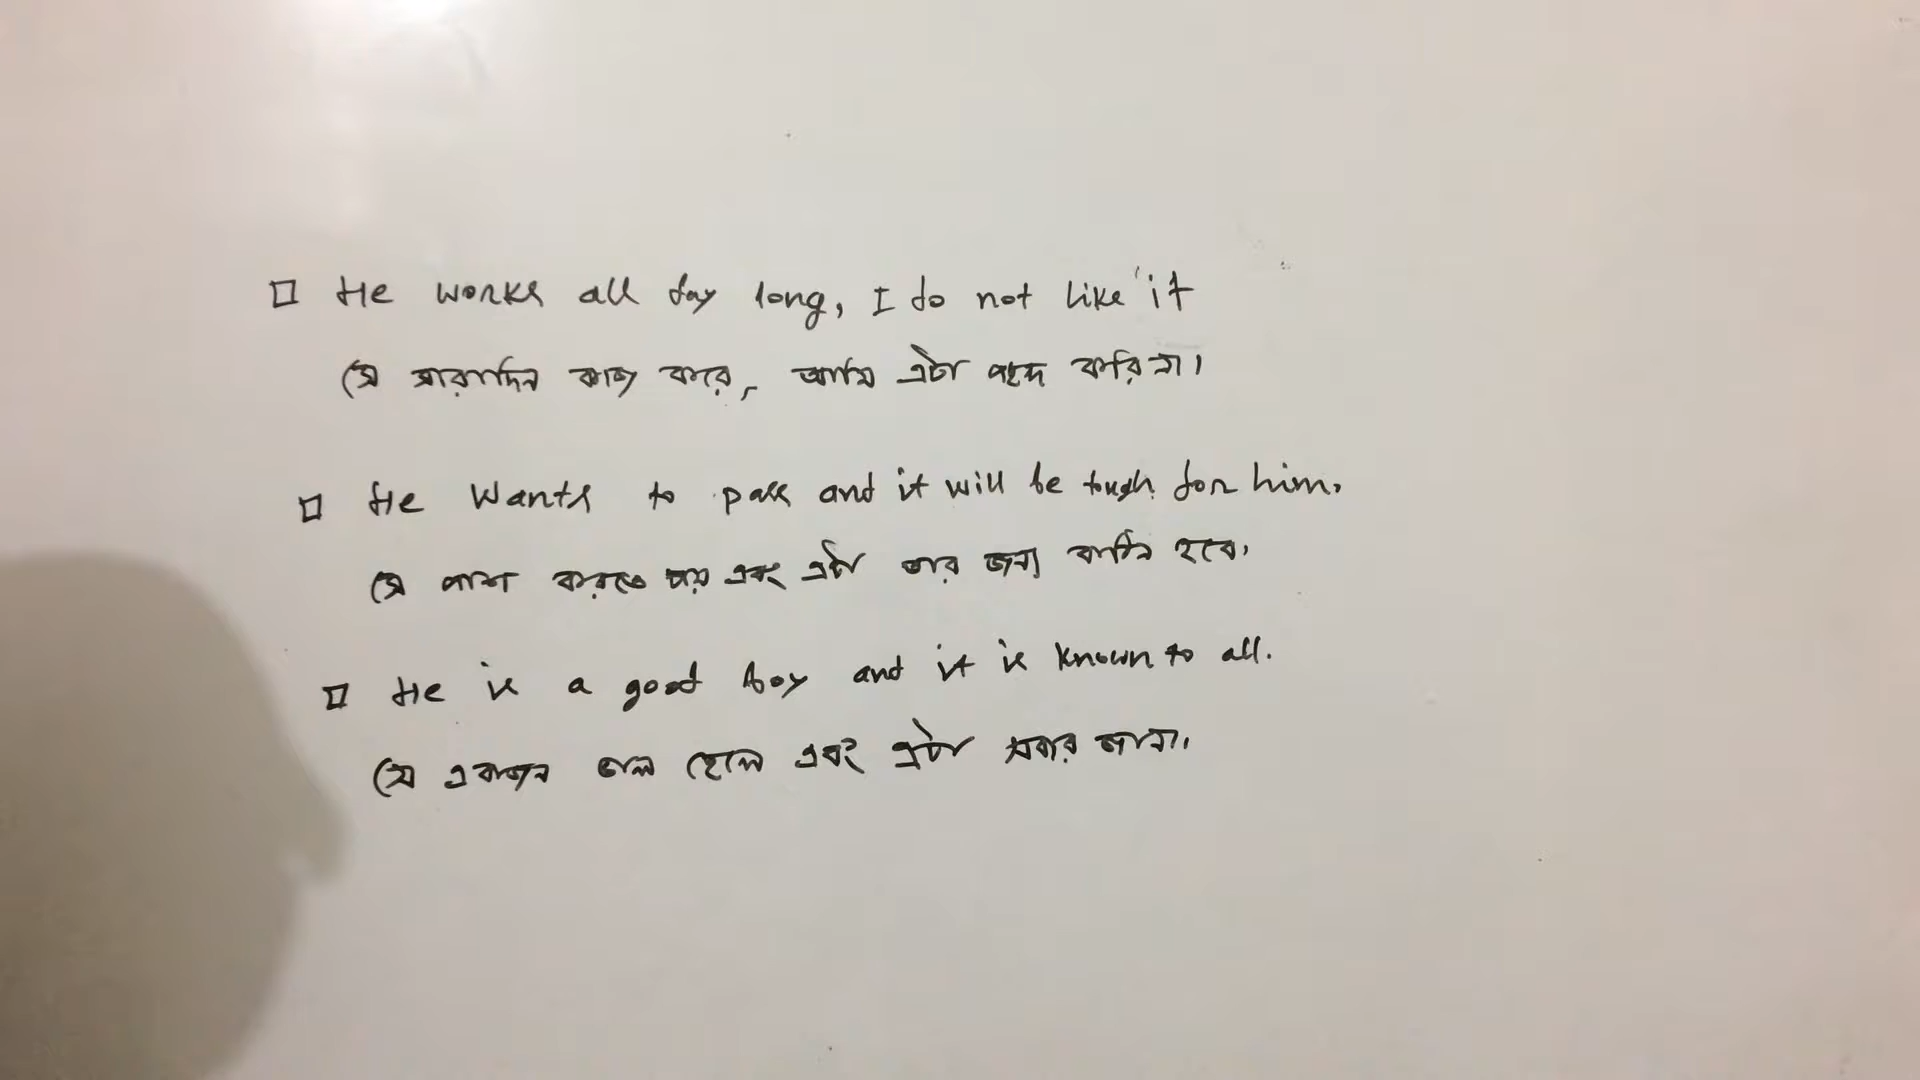 □ He works all day long, I do not like it
সে সারাদিন কাজ করে, আমি এটা পছন্দ করি না।
□ He wants to pass and it will be tough for him.
সে পাশ করতে চায় এবং এটা তার জন্য কঠিন হবে।
□ He is a good boy and it is known to all.
সে একজন ভাল ছেলে এবং এটা সবার জানা।